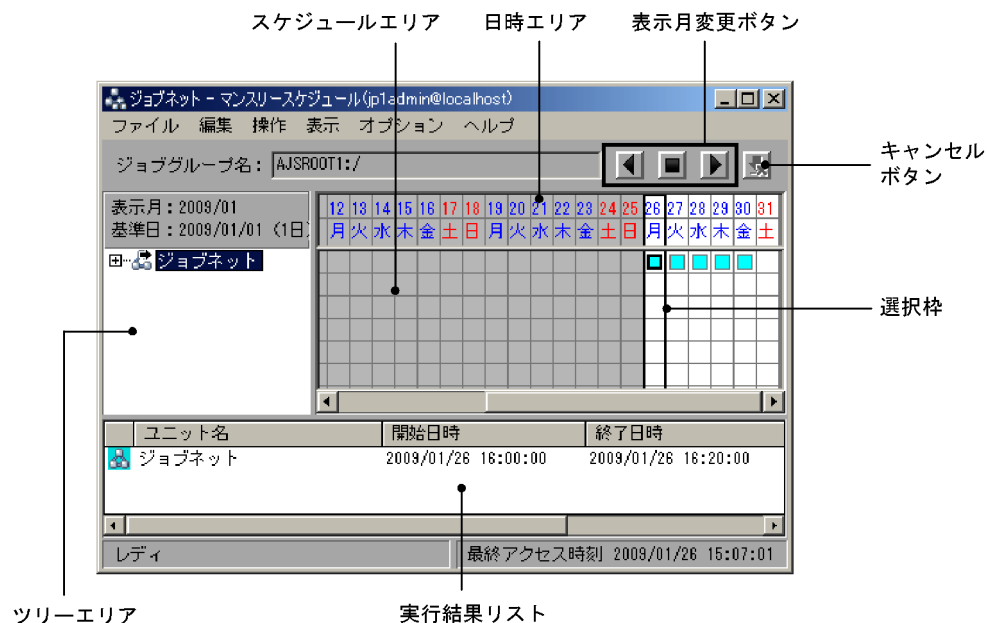 スケジュールエリア 日時エリア 表示月変更ボタン
ジョブネット - マンスリースケジュール(jp1admin@localhost)
ファイル 編集 操作 表示 オプション ヘルプ
ジョブグループ名: AJSROOT1:/
キャンセル
ボタン
表示月:2009/01
基準日:2009/01/01 (1日
12 13 14 15 16 17 18 19 20 21 22 23 24 25 26 27 28 29 30 31
月 火 水 木 金 土 日 月 火 水 木 金 土 日 月 火 水 木 金 土
ジョブネット
選択枠
ユニット名 開始日時 終了日時
ジョブネット 2009/01/26 16:00:00 2009/01/26 16:20:00
レディ 最終アクセス時刻 2009/01/26 15:07:01
ツリーエリア 実行結果リスト